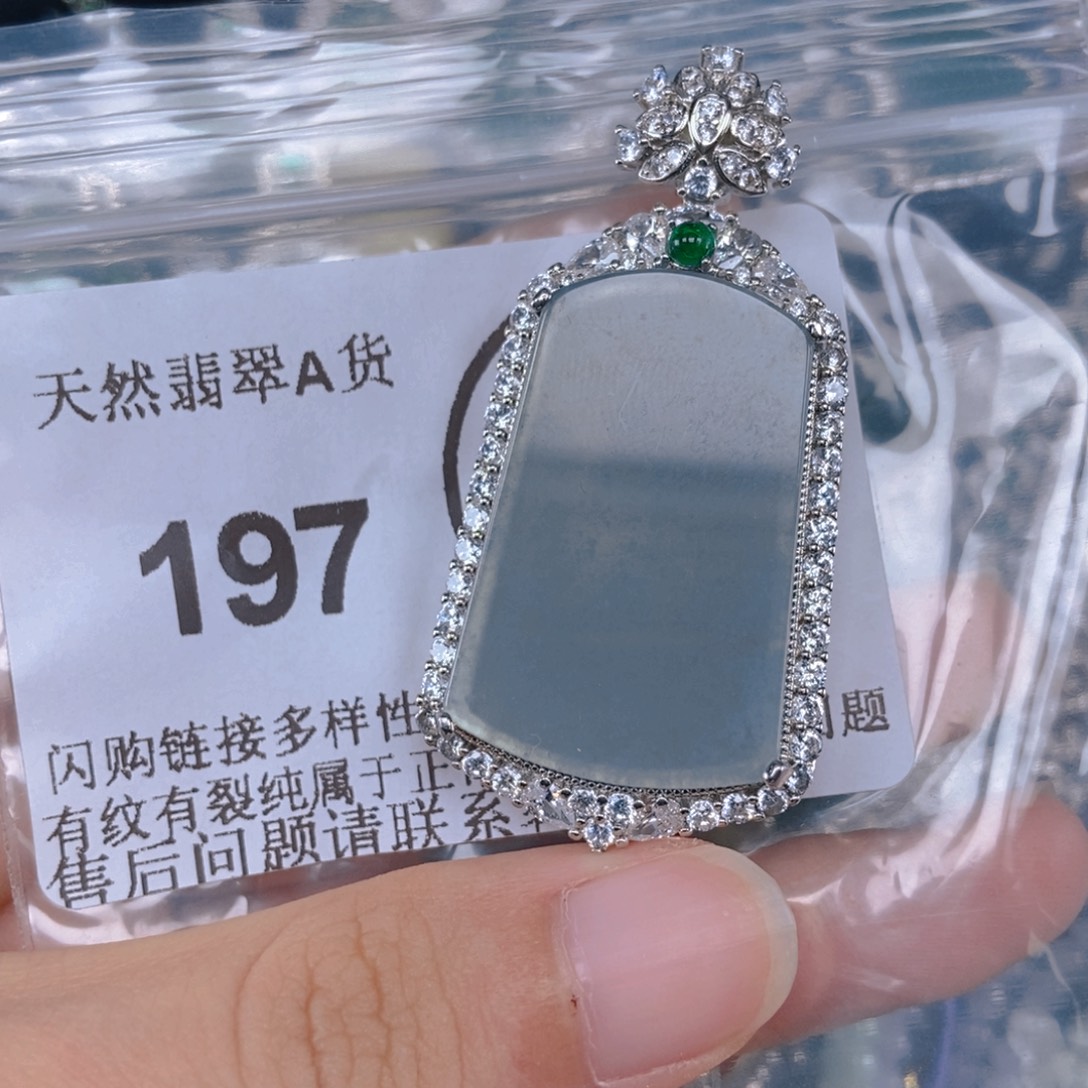 天然翡翠A货
197
闪购链接多样性 问题
有纹有裂纯属于正
售后问题请联系